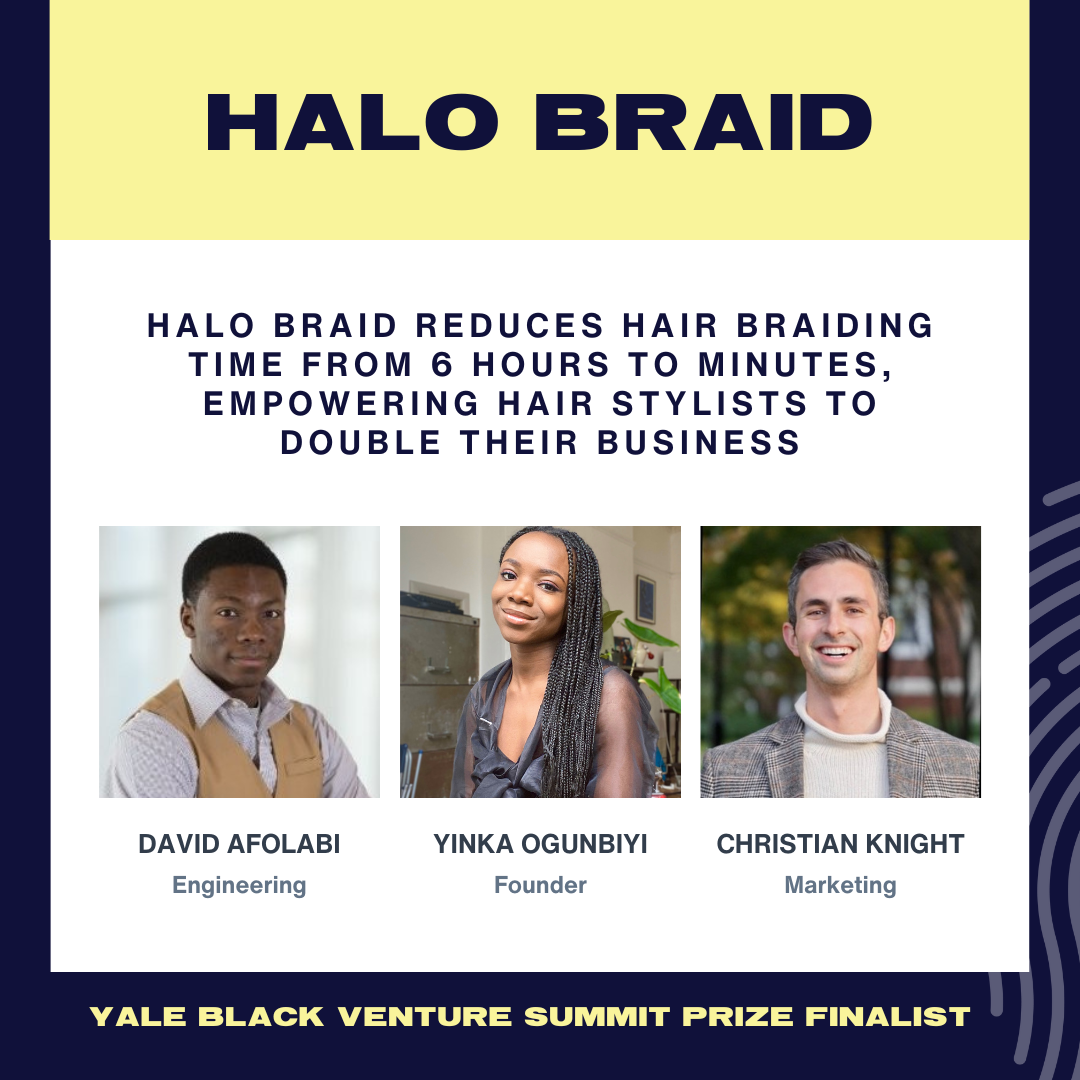 HALO BRAID
HALO BRAID REDUCES HAIR BRAIDING
TIME FROM 6 HOURS TO MINUTES,
EMPOWERING HAIR STYLISTS TO
DOUBLE THEIR BUSINESS
DAVID AFOLABI
Engineering
YINKA OGUNBIYI
Founder
CHRISTIAN KNIGHT
Marketing
YALE BLACK VENTURE SUMMIT PRIZE FINALIST